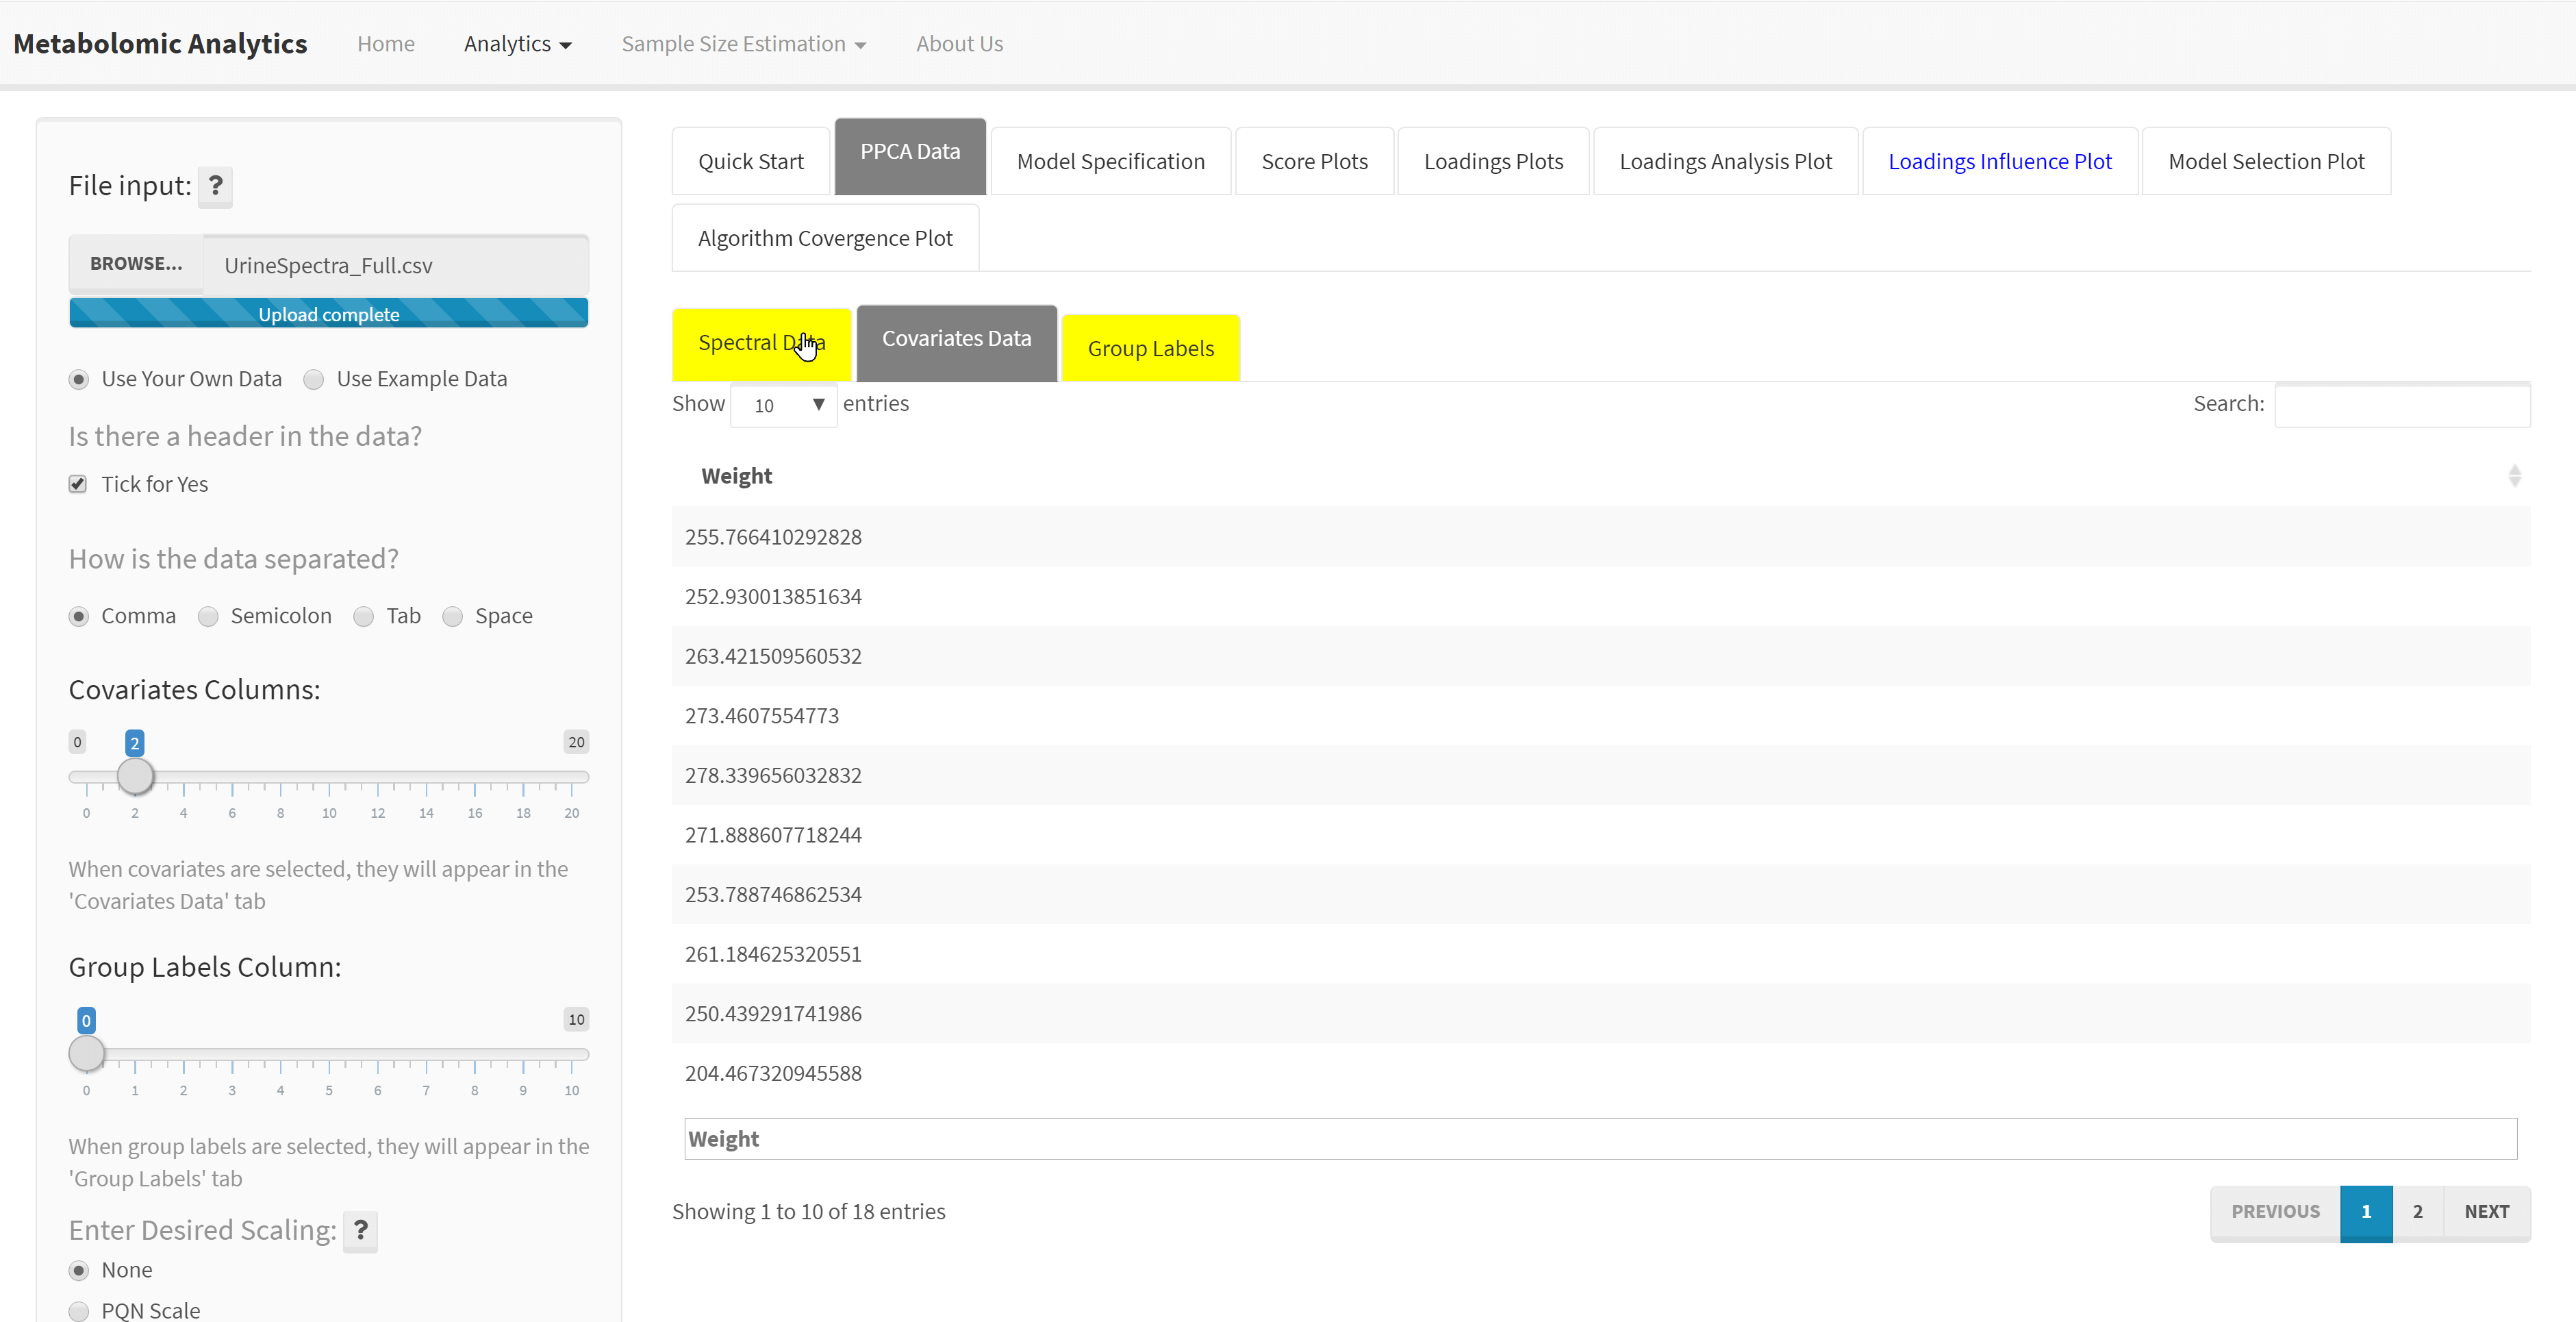 Metabolomic Analytics Home Analytics Sample Size Estimation About Us
File input: ?
BROWSE... UrineSpectra_Full.csv
Upload complete
Use Your Own Data Use Example Data
Is there a header in the data?
Tick for Yes
How is the data separated?
Comma Semicolon Tab Space
Covariates Columns:
0 2 20
0 2 4 6 8 10 12 14 16 18 20
When covariates are selected, they will appear in the
'Covariates Data' tab
Group Labels Column:
0 10
0 1 2 3 4 5 6 7 8 9 10
When group labels are selected, they will appear in the
'Group Labels' tab
Enter Desired Scaling: ?
None
PQN Scale
Quick Start PPCA Data Model Specification Score Plots Loadings Plots Loadings Analysis Plot Loadings Influence Plot Model Selection Plot
Algorithm Covergence Plot
Spectral Data Covariates Data Group Labels
Show 10 entries Search:
Weight
255.766410292828
252.930013851634
263.421509560532
273.4607554773
278.339656032832
271.888607718244
253.788746862534
261.184625320551
250.439291741986
204.467320945588
Weight
Showing 1 to 10 of 18 entries PREVIOUS 1 2 NEXT